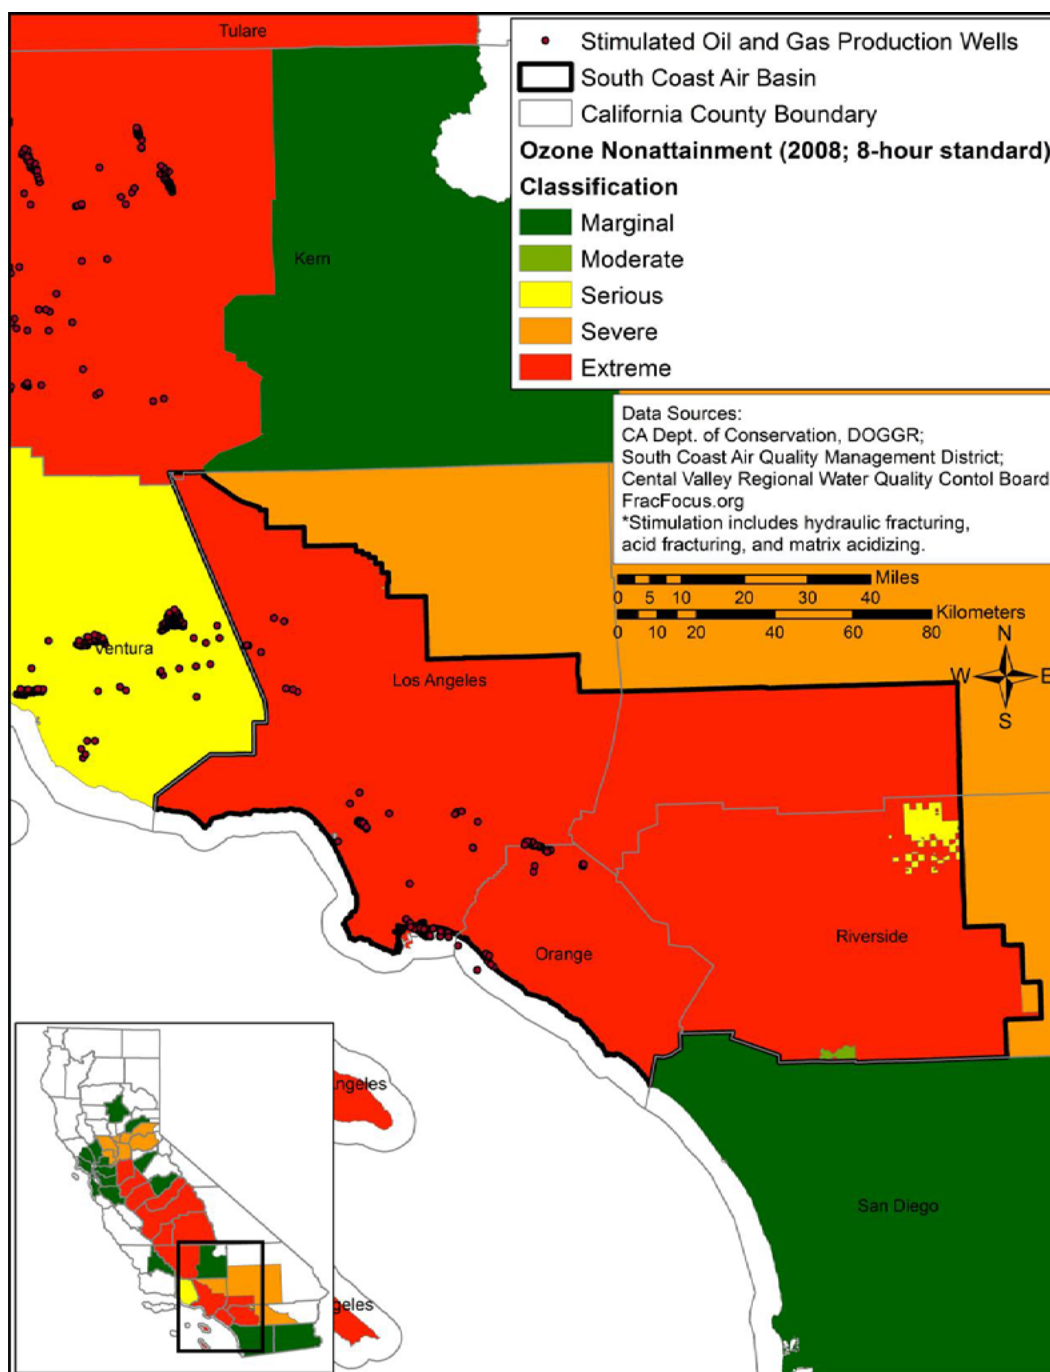 Tulare
Stimulated Oil and Gas Production Wells
South Coast Air Basin
California County Boundary
Ozone Nonattainment (2008; 8-hour standard)
Classification
Marginal
Moderate
Serious
Severe
Extreme
Kern
Data Sources:
CA Dept. of Conservation, DOGGR;
South Coast Air Quality Management District;
Cental Valley Regional Water Quality Contol Board
FracFocus.org
*Stimulation includes hydraulic fracturing,
acid fracturing, and matrix acidizing.
Miles
0 5 10 20 30 40
Kilometers
0 10 20 40 60 80
N
W E
S
Ventura
Los Angeles
Orange
Riverside
ngeles
San Diego
geles